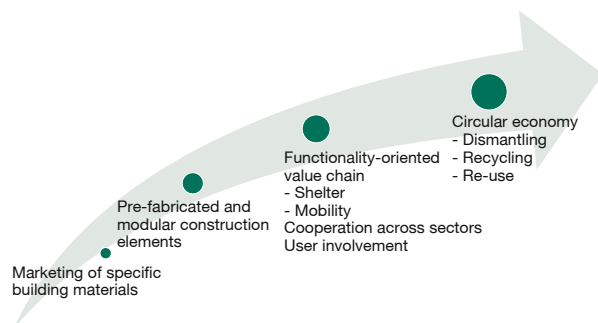 Marketing of specific
building materials
Pre-fabricated and
modular construction
elements
Functionality-oriented
value chain
- Shelter
- Mobility
Cooperation across sectors
User involvement
Circular economy
- Dismantling
- Recycling
- Re-use